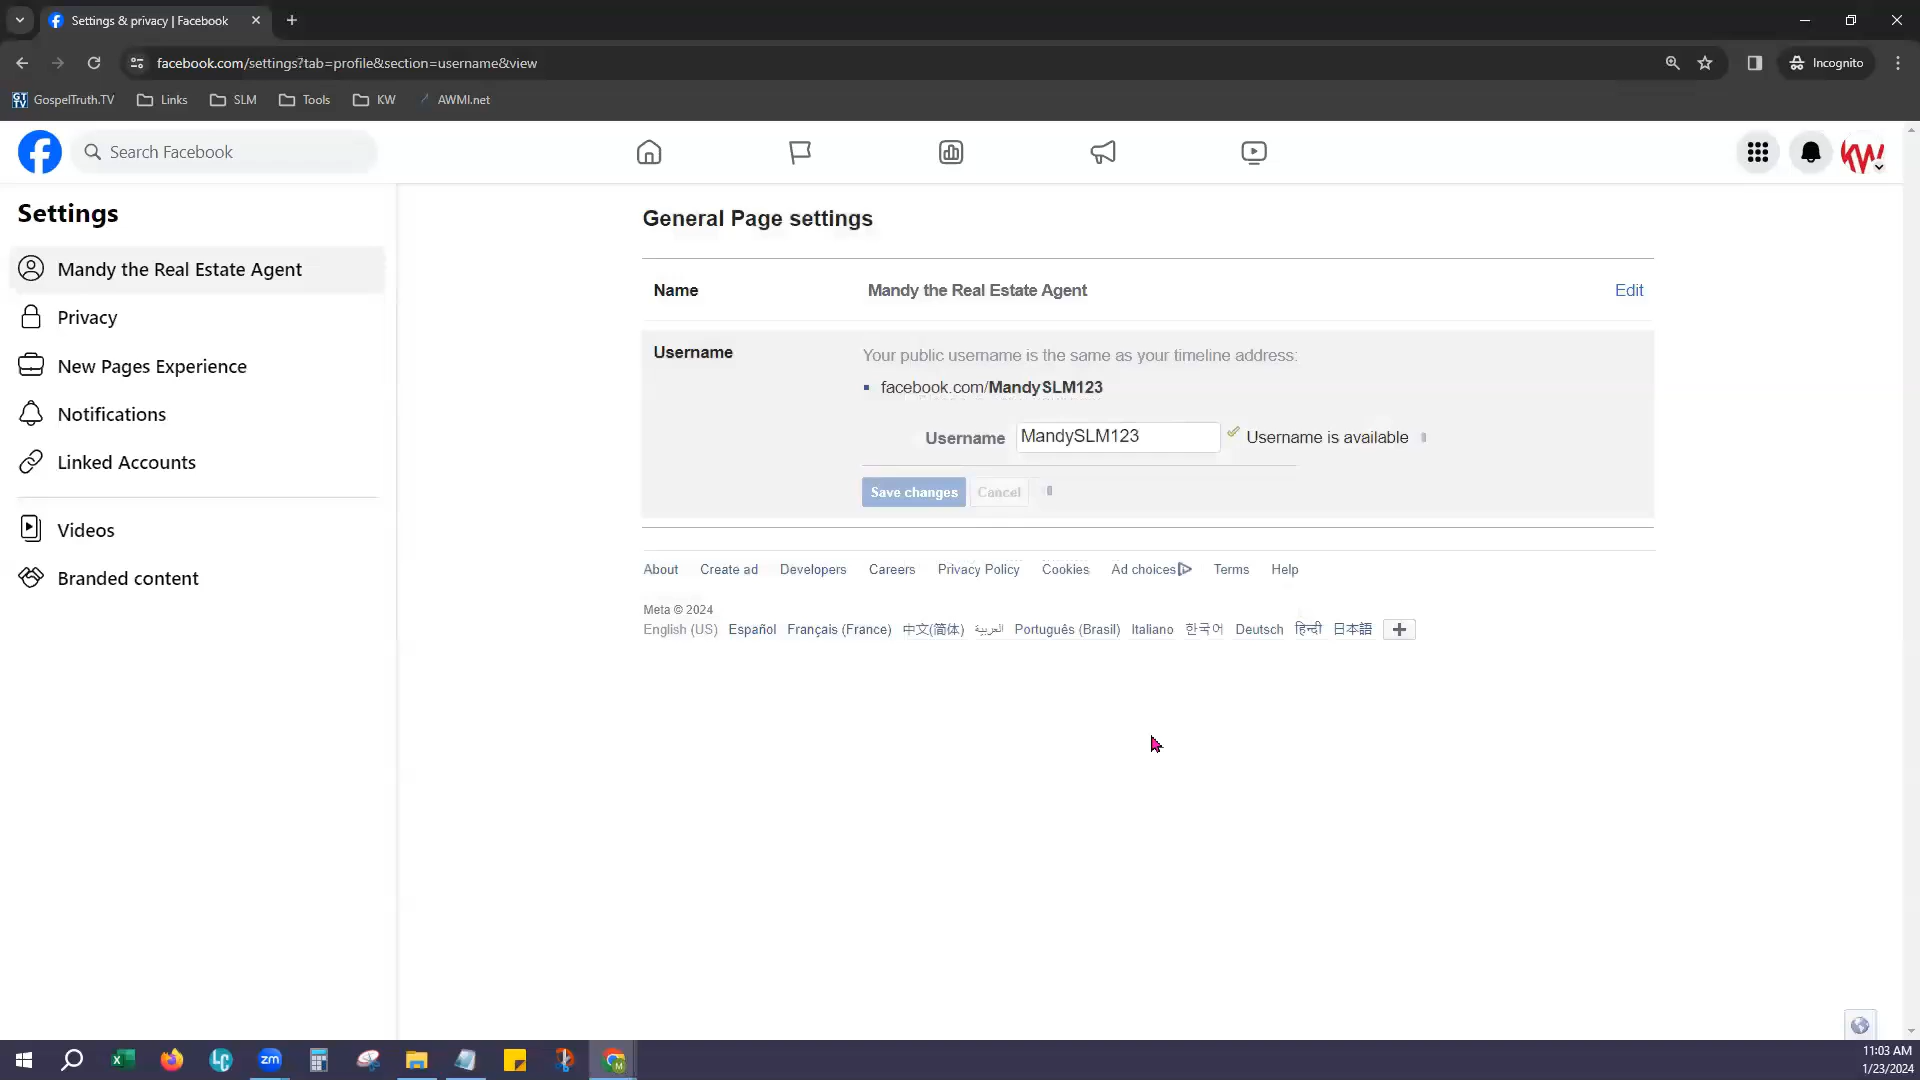 Settings & privacy | Facebook
facebook.com/settings?tab=profile&section=username&view
Incognito
GospelTruth.TV
Links
SLM
Tools
KW
AWMI.net
Search Facebook
KW
Settings
Mandy the Real Estate Agent
Privacy
New Pages Experience
Notifications
Linked Accounts
Videos
Branded content
General Page settings
Name Mandy the Real Estate Agent Edit
Username Your public username is the same as your timeline address:
facebook.com/MandySLM123
Username MandySLM123 Username is available
Save changes Cancel
About Create ad Developers Careers Privacy Policy Cookies Ad choices Terms Help
Meta © 2024
English (US) Español Français (France) 中文(简体) العربية Português (Brasil) Italiano 한국어 Deutsch हिन्दी 日本語
LC
zm
11:03 AM
1/23/2024